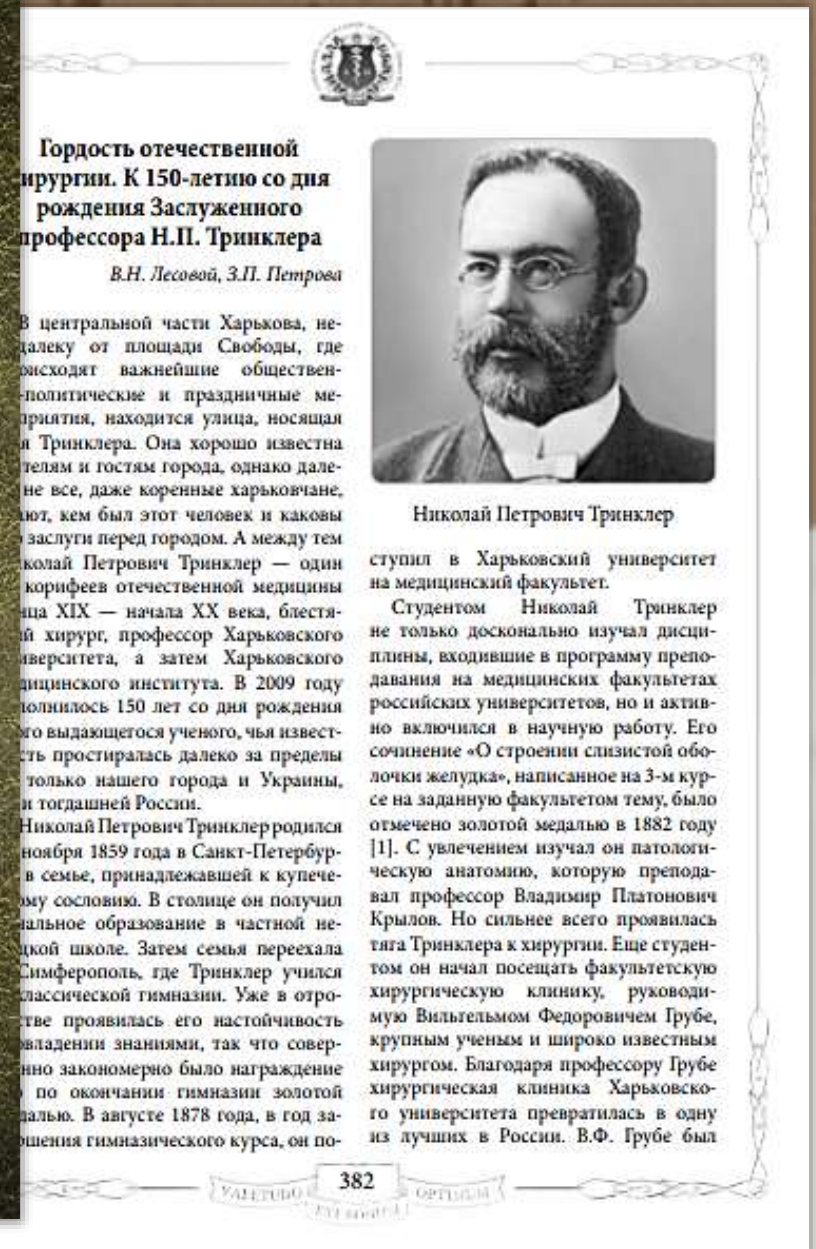 Гордость отечественной
ирургии. К 150-летию со дня
рождения Заслуженного
профессора Н.П. Тринклера
В.Н. Лесовой, З.П. Петрова
В центральной части Харькова, не-
далеку от площади Свободы, где
оисходят важнейшие обществен-
-политические и праздничные ме-
приятия, находится улица, носящая
я Тринклера. Она хорошо известна
телям и гостям города, однако дале-
не все, даже коренные харьковчане,
ают, кем был этот человек и каковы
заслуги перед городом. А между тем
колай Петрович Тринклер — один
корифеев отечественной медицины
нца XIX — начала XX века, блестя-
й хирург, профессор Харьковского
иверситета, а затем Харьковского
дицинского института. В 2009 году
полнилось 150 лет со дня рождения
ого выдающегося ученого, чья извест-
сть простиралась далеко за пределы
только нашего города и Украины,
и тогдашней России.
Николай Петрович Тринклер родился
ноября 1859 года в Санкт-Петербур-
в семье, принадлежавшей к купече-
ому сословию. В столице он получил
чальное образование в частной не-
цкой школе. Затем семья переехала
Симферополь, где Тринклер учился
классической гимназии. Уже в отро-
стве проявилась его настойчивость
овладении знаниями, так что совер-
нно закономерно было награждение
о по окончании гимназии золотой
далью. В августе 1878 года, в год за-
ршения гимназического курса, он по-
Николай Петрович Тринклер
ступил в Харьковский университет
на медицинский факультет.
Студентом Николай Тринклер
не только досконально изучал дисци-
плины, входившие в программу препо-
давания на медицинских факультетах
российских университетов, но и актив-
но включился в научную работу. Его
сочинение «О строении слизистой обо-
лочки желудка», написанное на 3-м кур-
се на заданную факультетом тему, было
отмечено золотой медалью в 1882 году
[1]. С увлечением изучал он патологи-
ческую анатомию, которую препода-
вал профессор Владимир Платонович
Крылов. Но сильнее всего проявилась
тяга Тринклера к хирургии. Еще студен-
том он начал посещать факультетскую
хирургическую клинику, руководи-
мую Вильгельмом Федоровичем Грубе,
крупным ученым и широко известным
хирургом. Благодаря профессору Грубе
хирургическая клиника Харьковско-
го университета превратилась в одну
из лучших в России. В.Ф. Грубе был
382
VALETUDO OPTIMUM